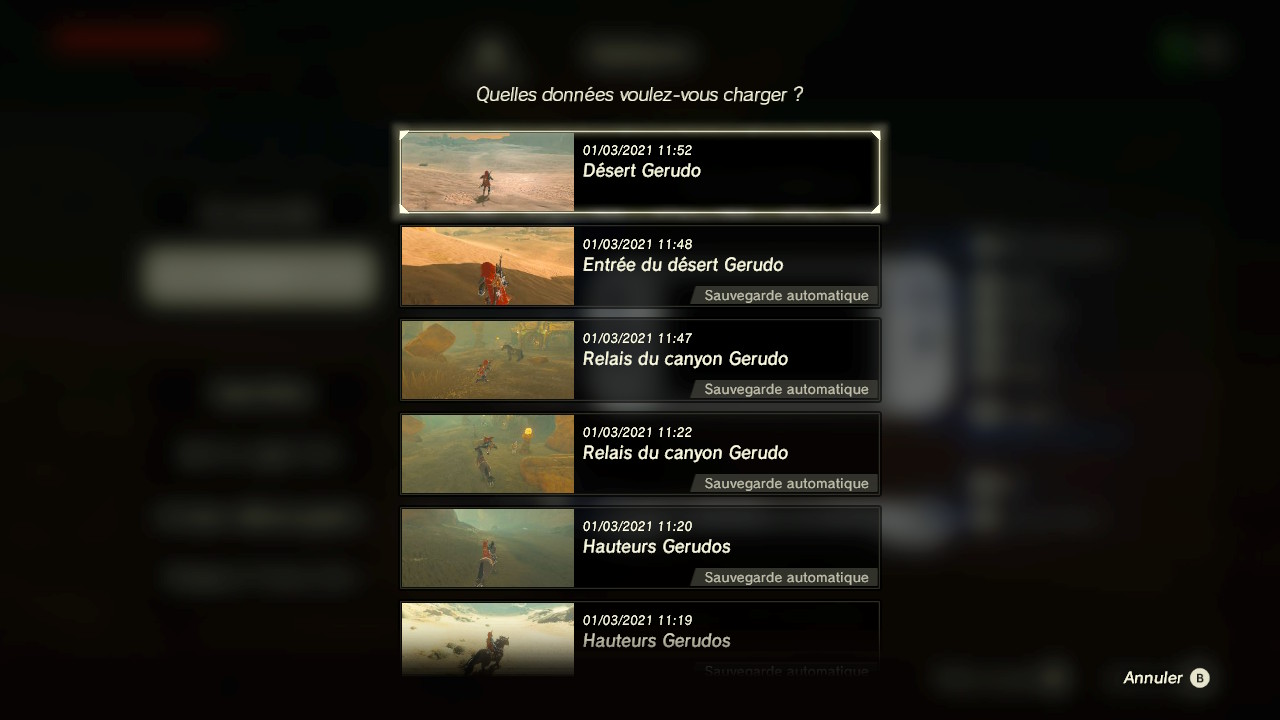 Quelles données voulez-vous charger ?
01/03/2021 11:52
Désert Gerudo
01/03/2021 11:48
Entrée du désert Gerudo
Sauvegarde automatique
01/03/2021 11:47
Relais du canyon Gerudo
Sauvegarde automatique
01/03/2021 11:22
Relais du canyon Gerudo
Sauvegarde automatique
01/03/2021 11:20
Hauteurs Gerudos
Sauvegarde automatique
01/03/2021 11:19
Hauteurs Gerudos
Sauvegarde automatique
Annuler B